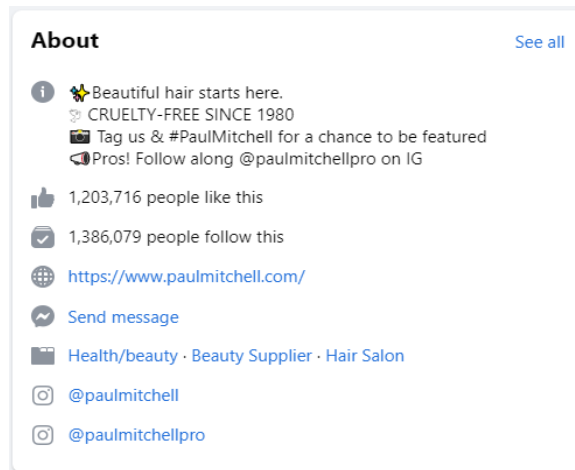 About
See all
✨Beautiful hair starts here.
🕊 CRUELTY-FREE SINCE 1980
📸 Tag us & #PaulMitchell for a chance to be featured
📣Pros! Follow along @paulmitchellpro on IG
1,203,716 people like this
1,386,079 people follow this
https://www.paulmitchell.com/
Send message
Health/beauty · Beauty Supplier · Hair Salon
@paulmitchell
@paulmitchellpro